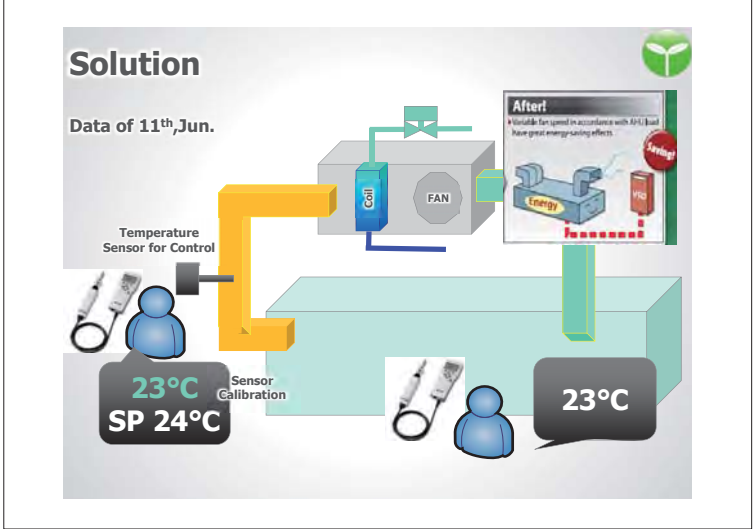 Solution
Data of 11th,Jun.
After!
Variable fan speed in accordance with AHU load
have great energy-saving effects.
Saving!
Coil
FAN
VSD
Energy
Temperature
Sensor for Control
23°C
SP 24°C
Sensor
Calibration
23°C